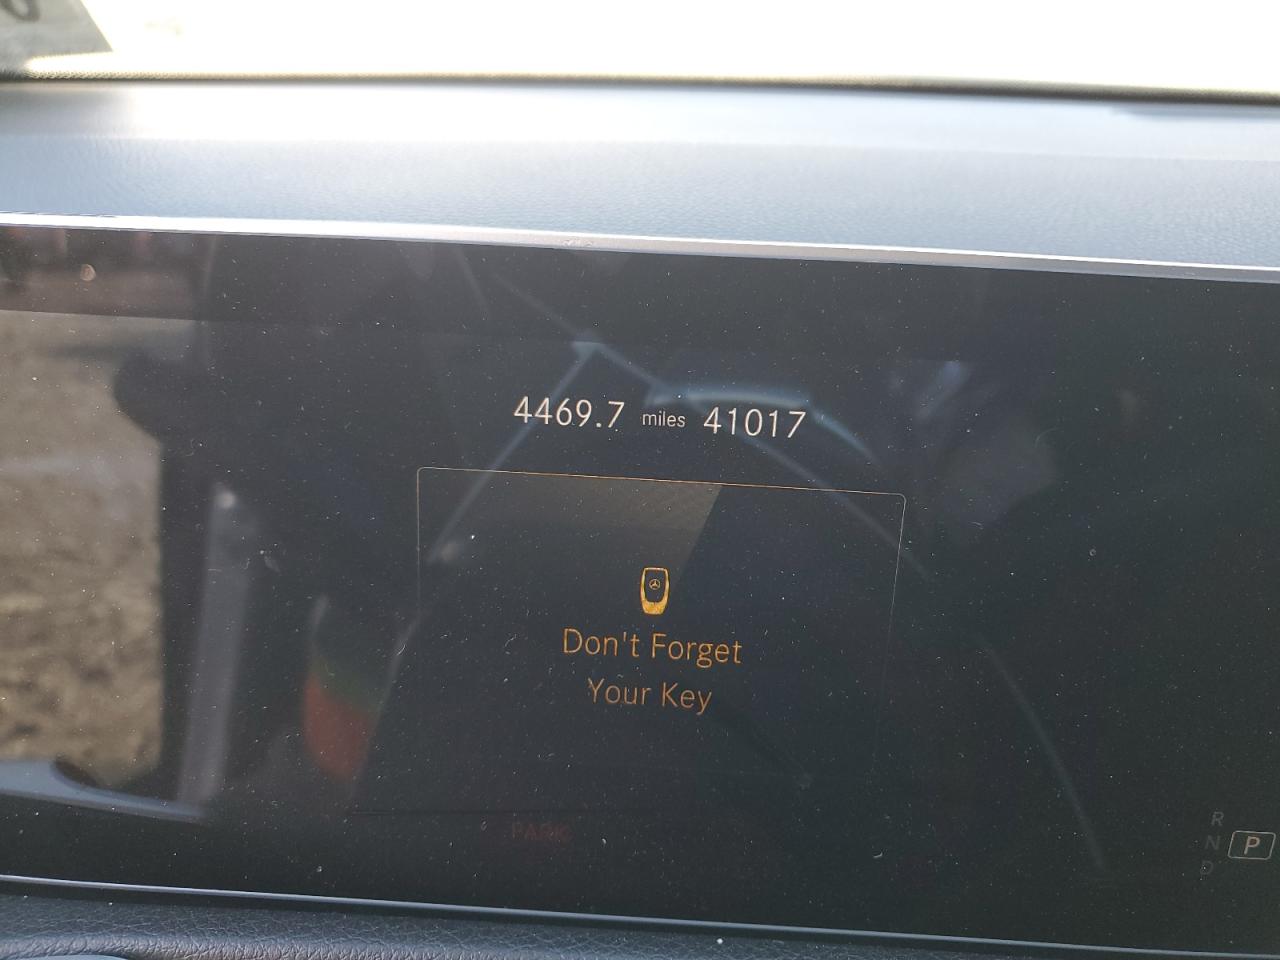 4469.7 miles 41017
Don't Forget
Your Key
PARK
R
N
P
D